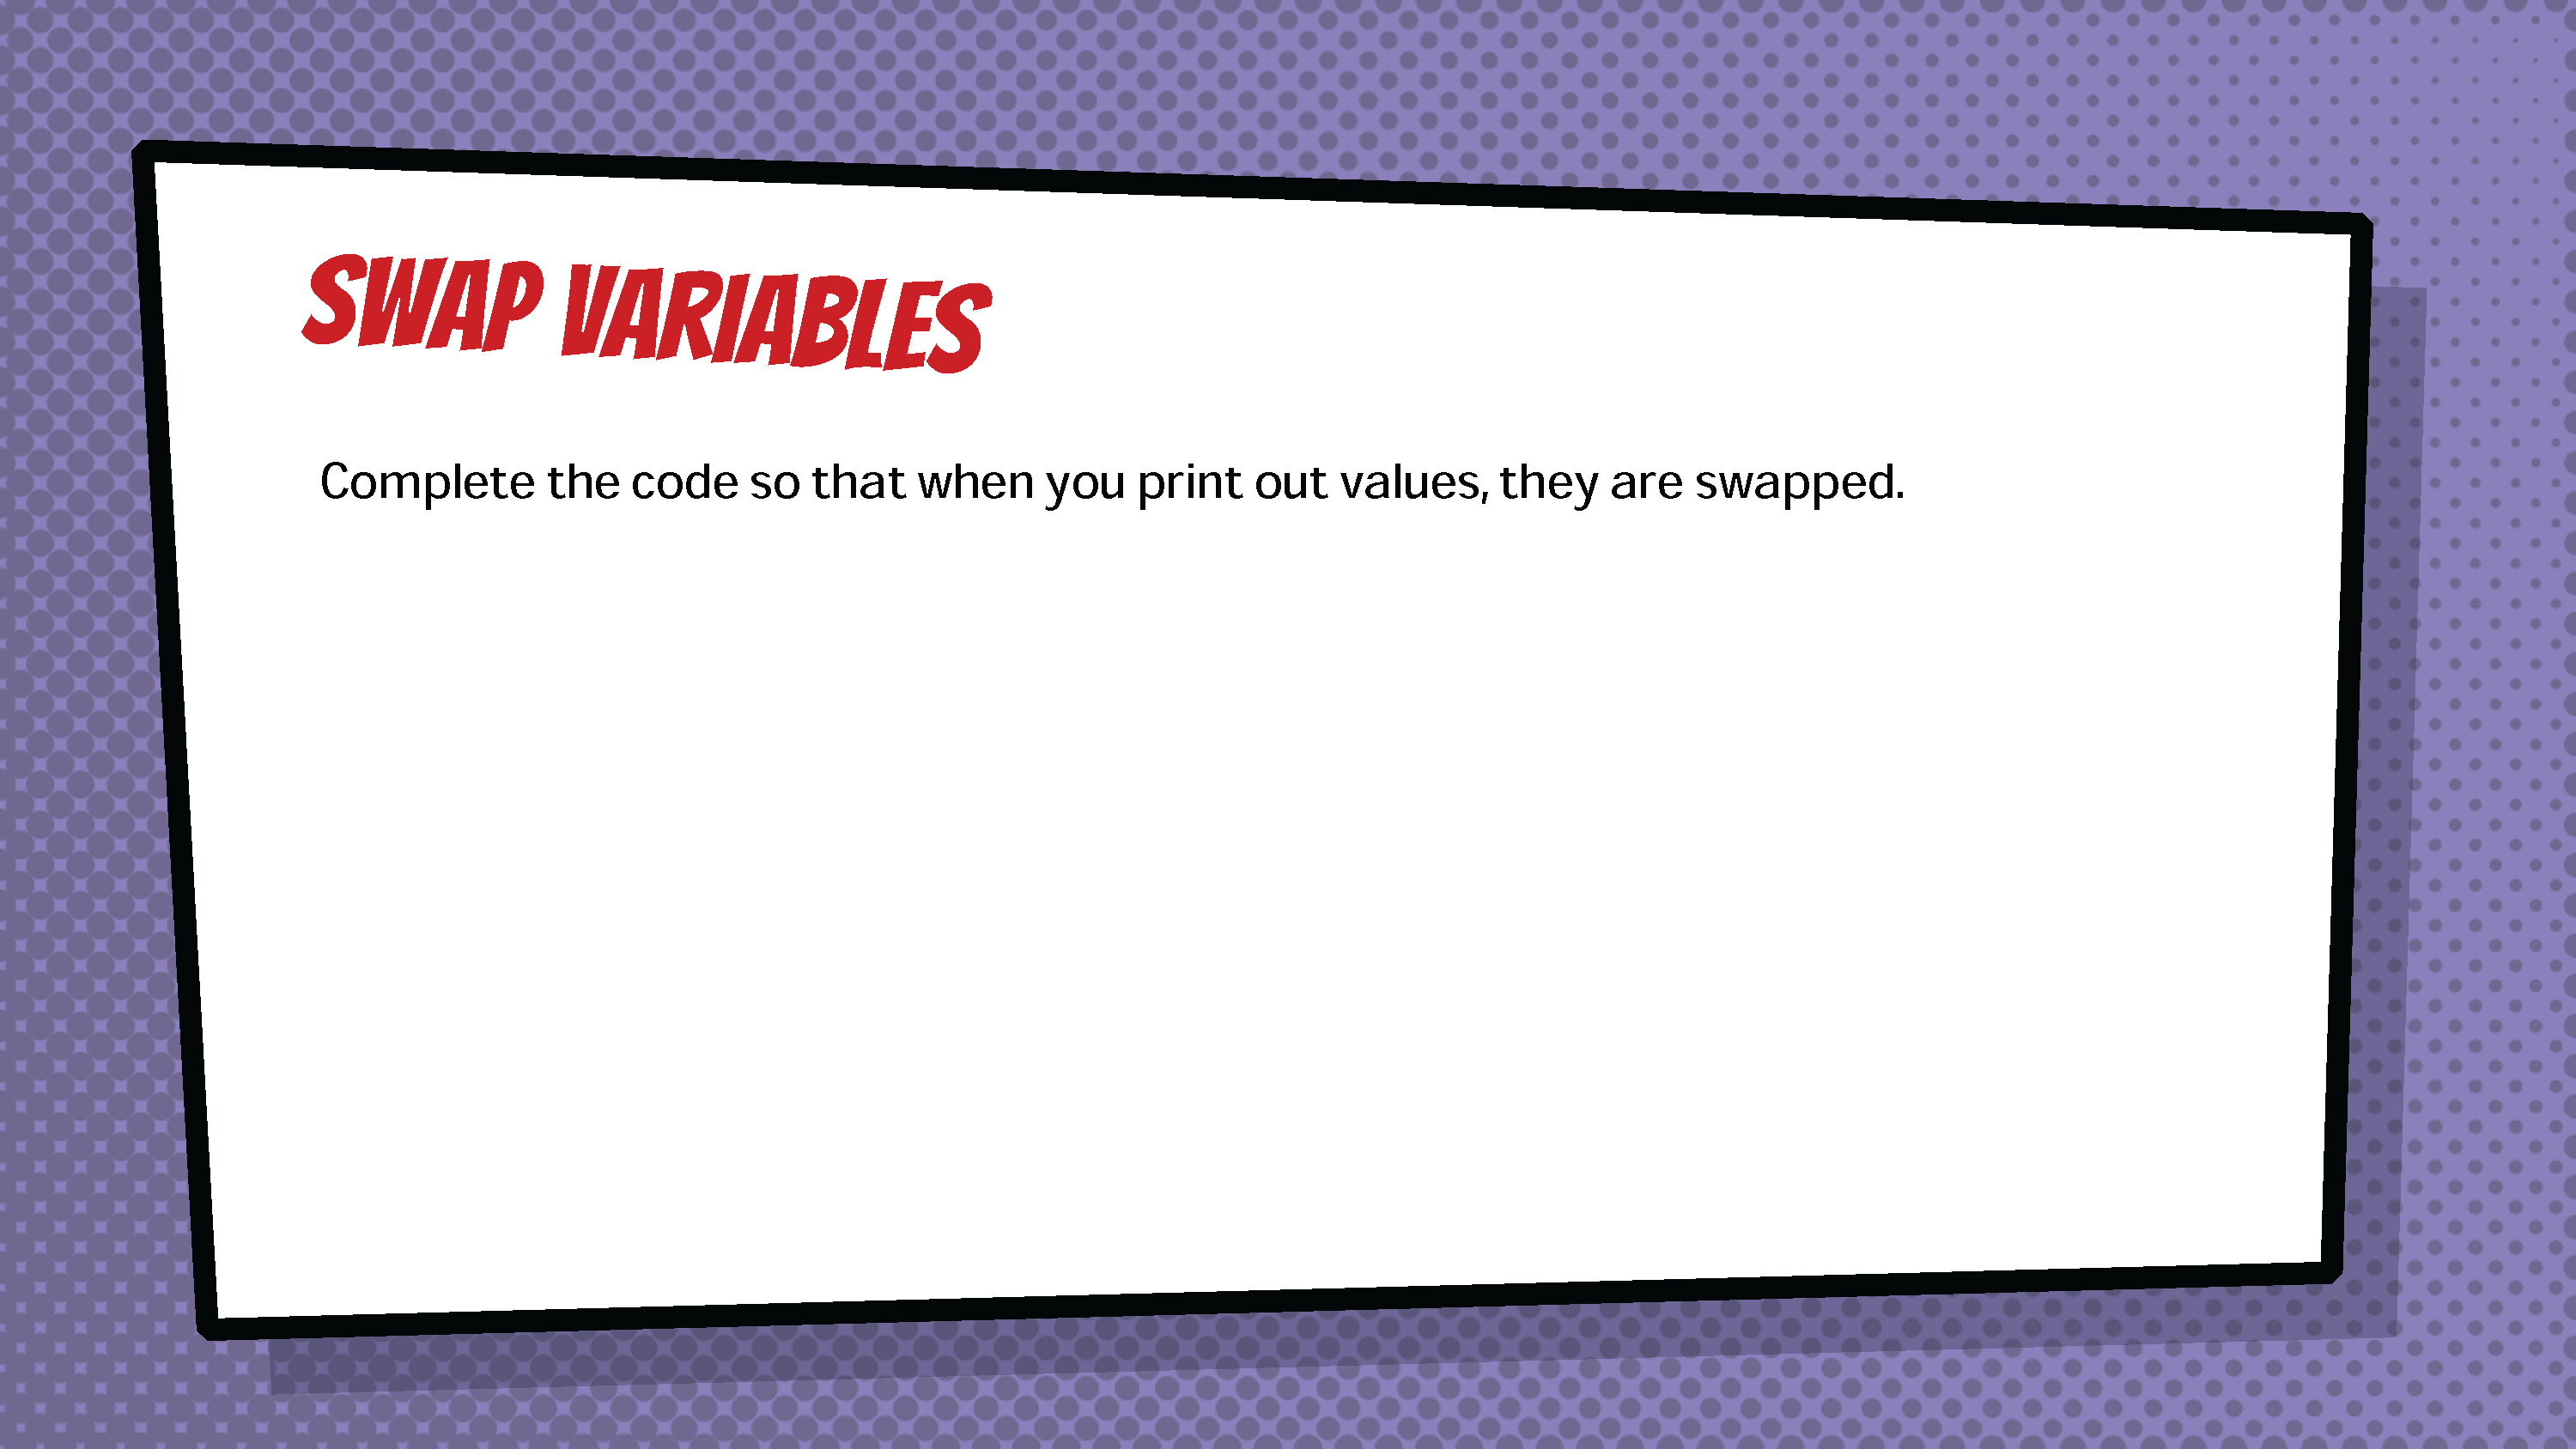 SWAP VARIABLES
Complete the code so that when you print out values, they are swapped.